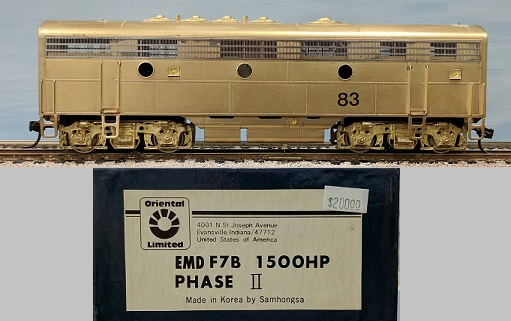 83
Oriental
Limited
4001 N St Joseph Avenue
Evansville, Indiana/47712
United States of America
$200.00
EMD F7B 1500HP
PHASE II
Made in Korea by Samhongsa